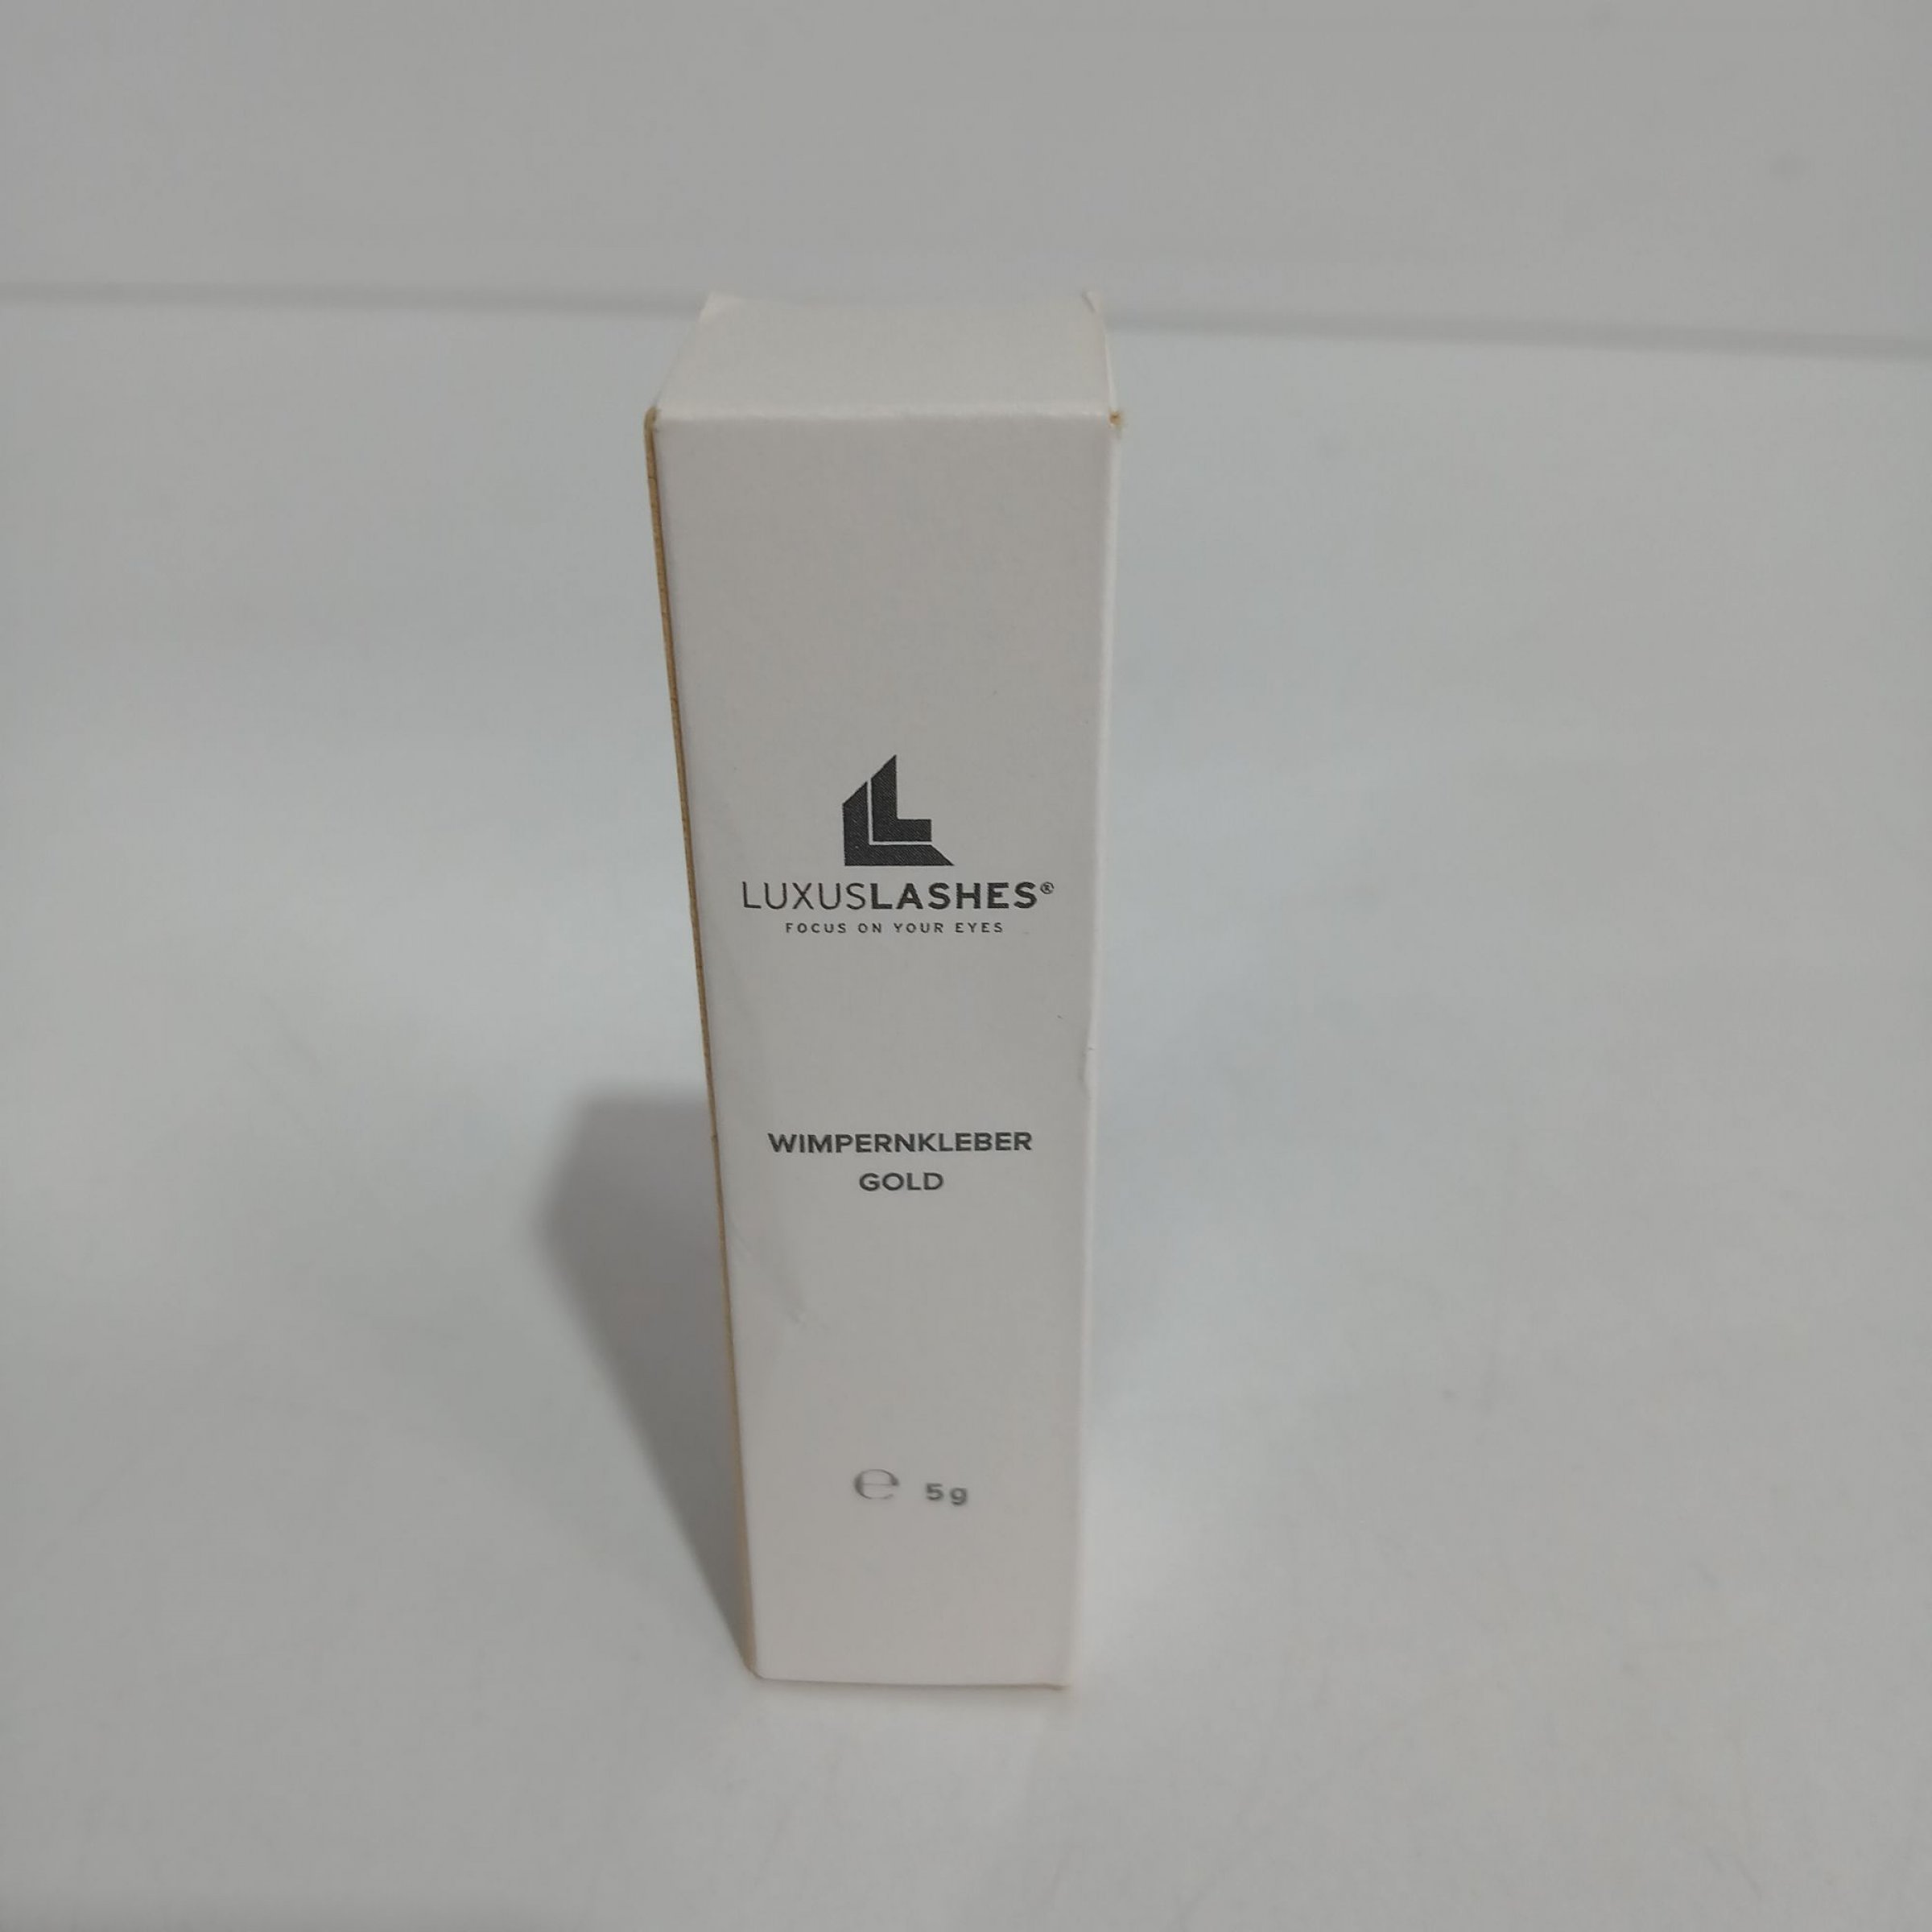 LUXUSLASHES®
FOCUS ON YOUR EYES
WIMPERNKLEBER
GOLD
℮ 5g